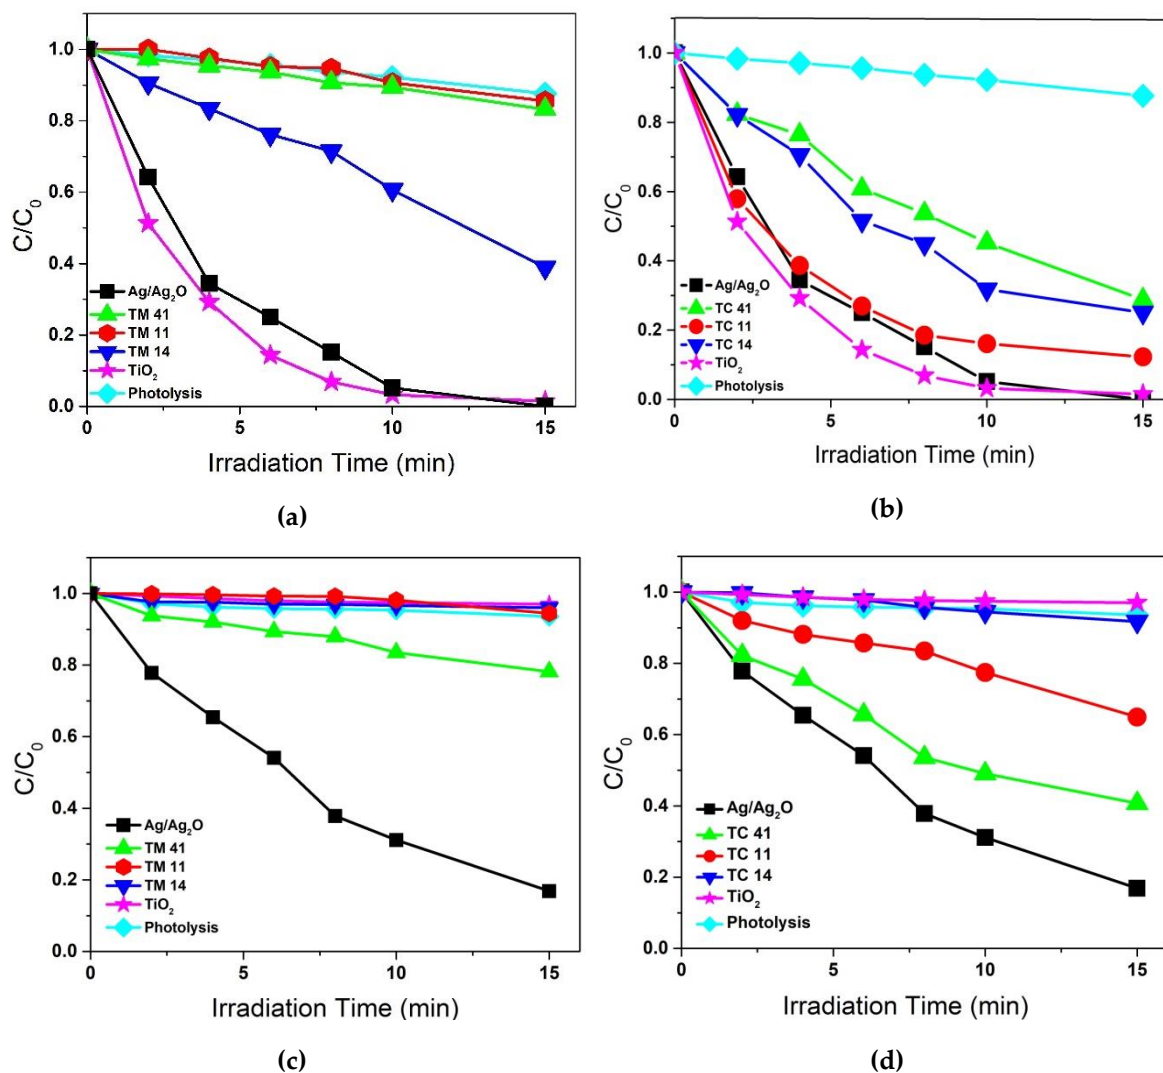 1.0
0.8
0.6
0.4
0.2
0.0
C/C₀
Ag/Ag₂O
TM 41
TM 11
TM 14
TiO₂
Photolysis
0 5 10 15
Irradiation Time (min)
(a)
1.0
0.8
0.6
0.4
0.2
0.0
C/C₀
Ag/Ag₂O
TC 41
TC 11
TC 14
TiO₂
Photolysis
0 5 10 15
Irradiation Time (min)
(b)
1.0
0.8
0.6
0.4
0.2
0.0
C/C₀
Ag/Ag₂O
TM 41
TM 11
TM 14
TiO₂
Photolysis
0 5 10 15
Irradiation Time (min)
(c)
1.0
0.8
0.6
0.4
0.2
0.0
C/C₀
Ag/Ag₂O
TC 41
TC 11
TC 14
TiO₂
Photolysis
0 5 10 15
Irradiation Time (min)
(d)